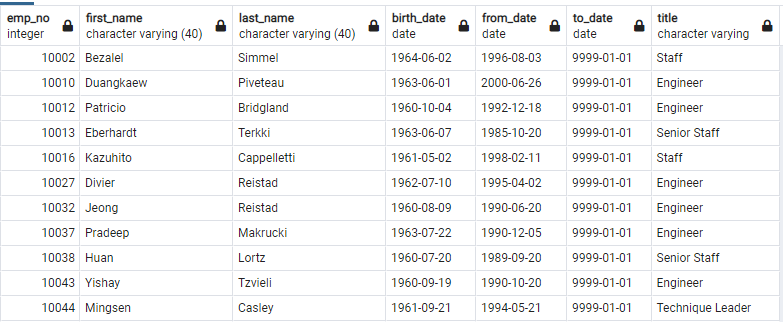 emp_no first_name last_name birth_date from_date to_date title
integer character varying (40) character varying (40) date date date character varying
10002 Bezalel Simmel 1964-06-02 1996-08-03 9999-01-01 Staff
10010 Duangkaew Piveteau 1963-06-01 2000-06-26 9999-01-01 Engineer
10012 Patricio Bridgland 1960-10-04 1992-12-18 9999-01-01 Engineer
10013 Eberhardt Terkki 1963-06-07 1985-10-20 9999-01-01 Senior Staff
10016 Kazuhito Cappelletti 1961-05-02 1998-02-11 9999-01-01 Staff
10027 Divier Reistad 1962-07-10 1995-04-02 9999-01-01 Engineer
10032 Jeong Reistad 1960-08-09 1990-06-20 9999-01-01 Engineer
10037 Pradeep Makrucki 1963-07-22 1990-12-05 9999-01-01 Engineer
10038 Huan Lortz 1960-07-20 1989-09-20 9999-01-01 Senior Staff
10043 Yishay Tzvieli 1960-09-19 1990-10-20 9999-01-01 Engineer
10044 Mingsen Casley 1961-09-21 1994-05-21 9999-01-01 Technique Leader